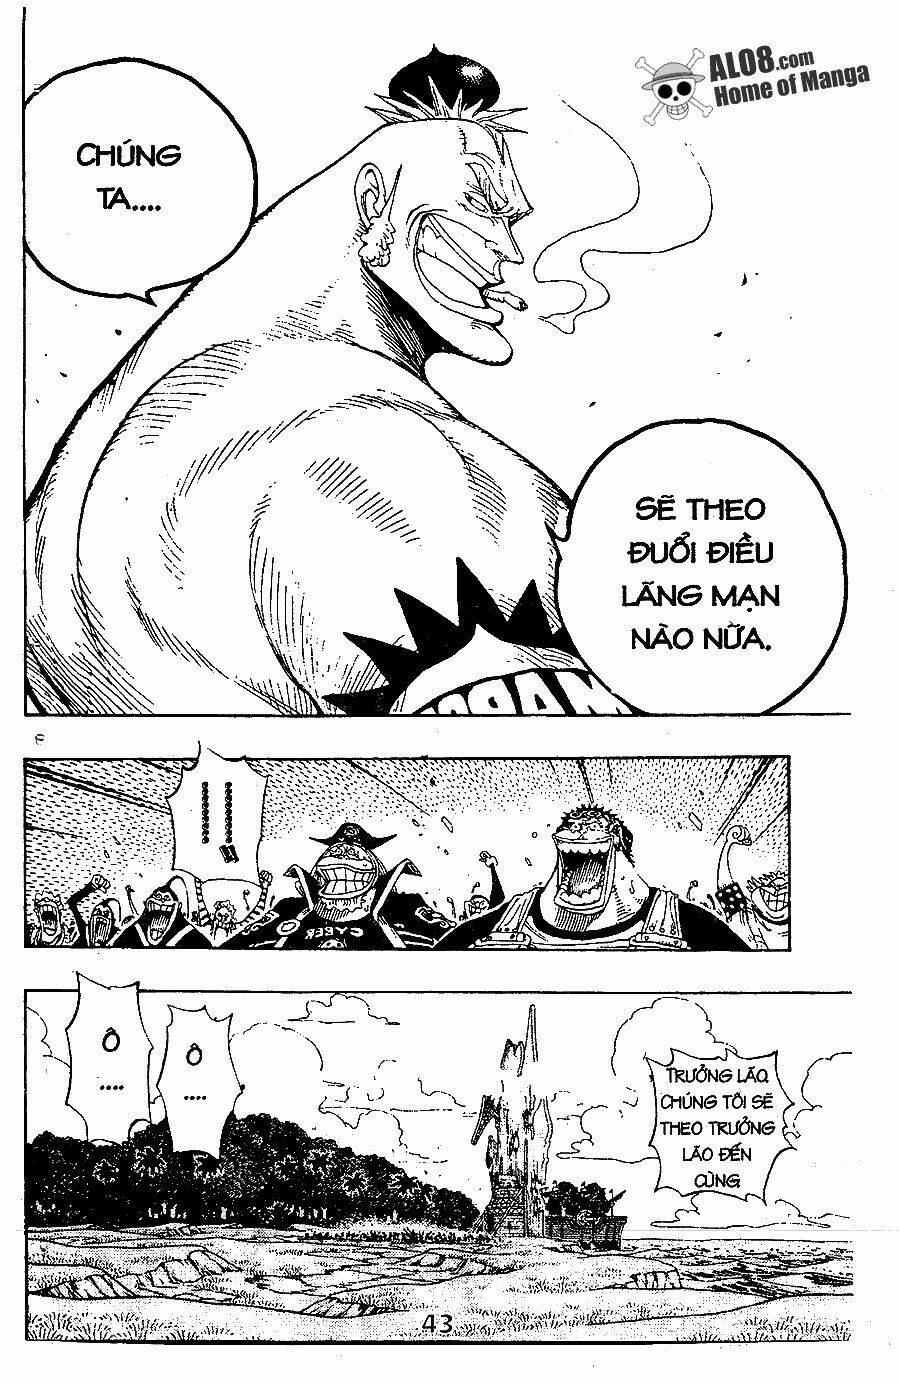 AL08.com
Home of Manga
CHÚNG
TA....
SẼ THEO
ĐUỔI ĐIỀU
LÃNG MẠN
NÀO NỮA.
!!
CYBER
Ô
....
Ô
....
TRƯỞNG LÃO.
CHÚNG TÔI SẼ
THEO TRƯỞNG
LÃO ĐẾN
CÙNG
43